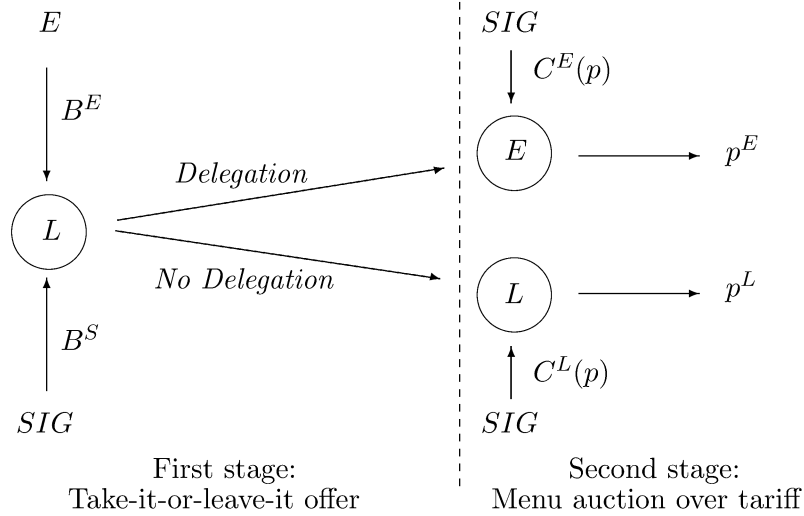 E
B^E
L
B^S
SIG
Delegation
No Delegation
First stage:
Take-it-or-leave-it offer
SIG
C^E(p)
E
p^E
L
p^L
C^L(p)
SIG
Second stage:
Menu auction over tariff